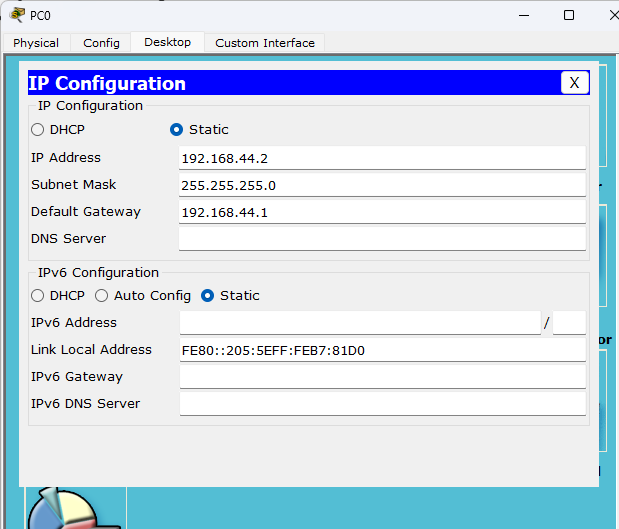 PC0
Physical Config Desktop Custom Interface
IP Configuration X
IP Configuration
DHCP Static
IP Address 192.168.44.2
Subnet Mask 255.255.255.0
Default Gateway 192.168.44.1
DNS Server
IPv6 Configuration
DHCP Auto Config Static
IPv6 Address /
Link Local Address FE80::205:5EFF:FEB7:81D0
IPv6 Gateway
IPv6 DNS Server